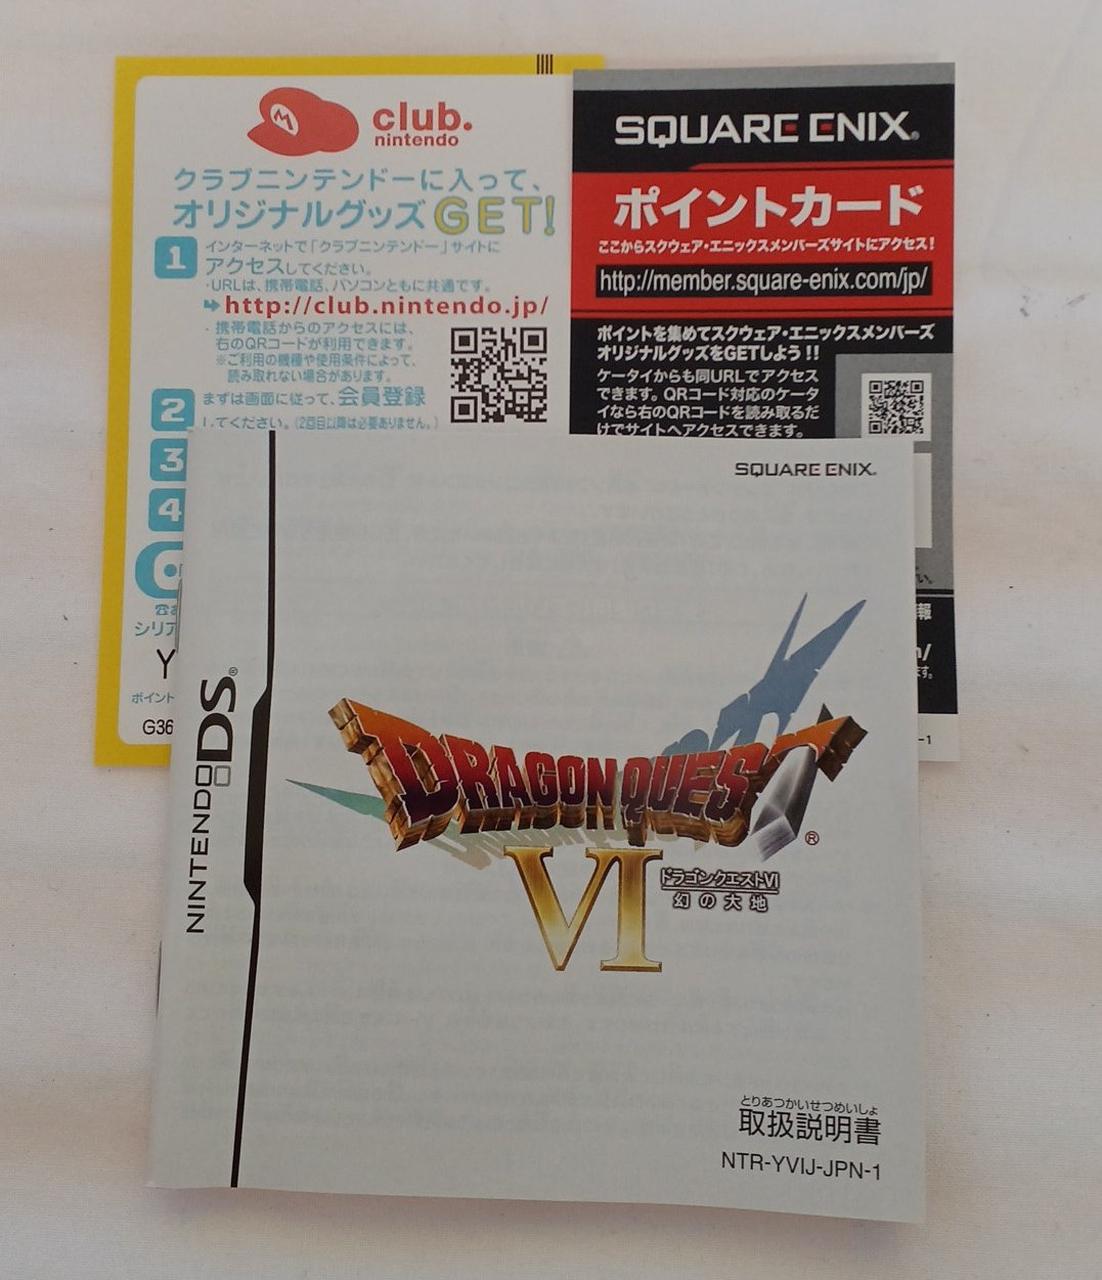 club.
nintendo
クラブニンテンドーに入って、
オリジナルグッズGET!
1
インターネットで「クラブニンテンドー」サイトに
アクセスしてください。
・URLは、携帯電話、パソコンともに共通です。
http://club.nintendo.jp/
・携帯電話からのアクセスには、
右のQRコードが利用できます。
※ご利用の機種や使用条件によって、
読み取れない場合があります。
2
まずは画面に従って、会員登録
してください。(2回目以降は必要ありません。)
3
4
シリア
Y
ポイント
G36
SQUARE ENIX®
ポイントカード
ここからスクウェア・エニックスメンバーズサイトにアクセス!
http://member.square-enix.com/jp/
ポイントを集めてスクウェア・エニックスメンバーズ
オリジナルグッズをGETしよう!!
ケータイからも同URLでアクセス
できます。QRコード対応のケータ
イなら右のQRコードを読み取るだ
けでサイトへアクセスできます。
い。
報
/
す。
-1
SQUARE ENIX®
NINTENDO DS®
DRAGON QUEST®
VI
ドラゴンクエストVI
幻の大地
とりあつかいせつめいしょ
取扱説明書
NTR-YVIJ-JPN-1